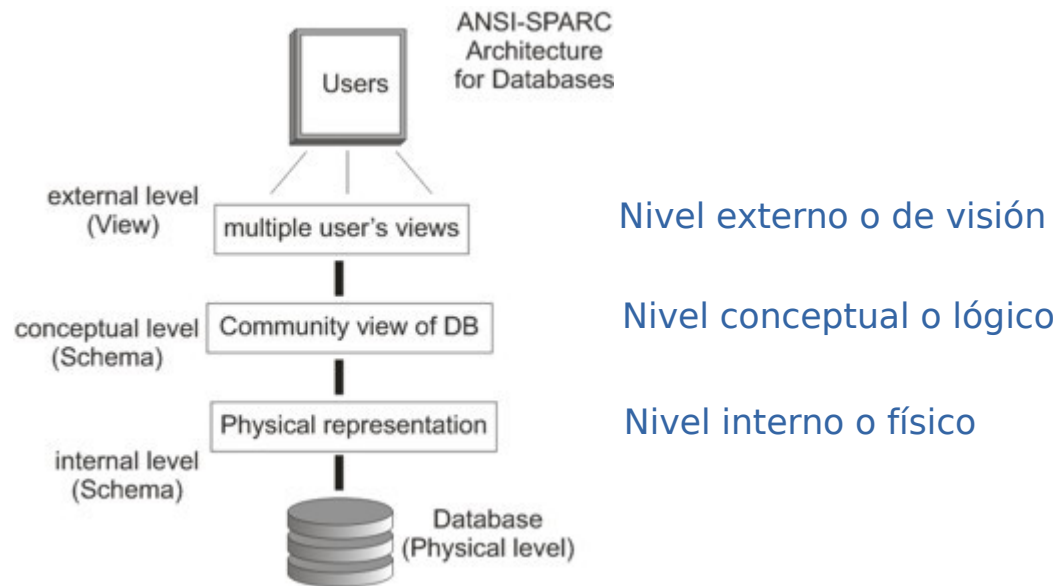 ANSI-SPARC
Architecture
for Databases
Users
external level
(View)
multiple user's views
Nivel externo o de visión
conceptual level
(Schema)
Community view of DB
Nivel conceptual o lógico
Physical representation
Nivel interno o físico
internal level
(Schema)
Database
(Physical level)